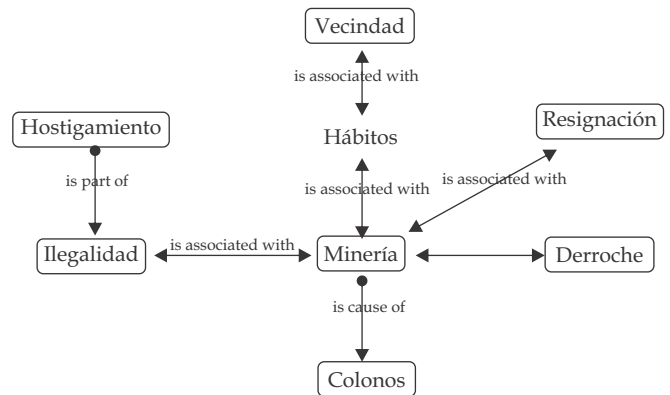 Vecindad
is associated with
Hostigamiento
Hábitos
Resignación
is part of
is associated with
is associated with
Ilegalidad
is associated with
Minería
Derroche
is cause of
Colonos